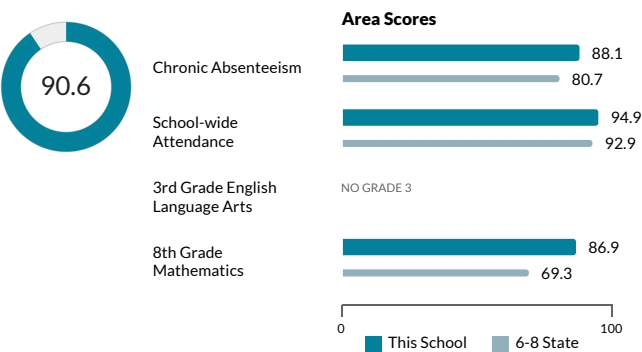 90.6
Area Scores
Chronic Absenteeism
88.1
80.7
School-wide
Attendance
94.9
92.9
3rd Grade English
Language Arts
NO GRADE 3
8th Grade
Mathematics
86.9
69.3
0
100
This School
6-8 State